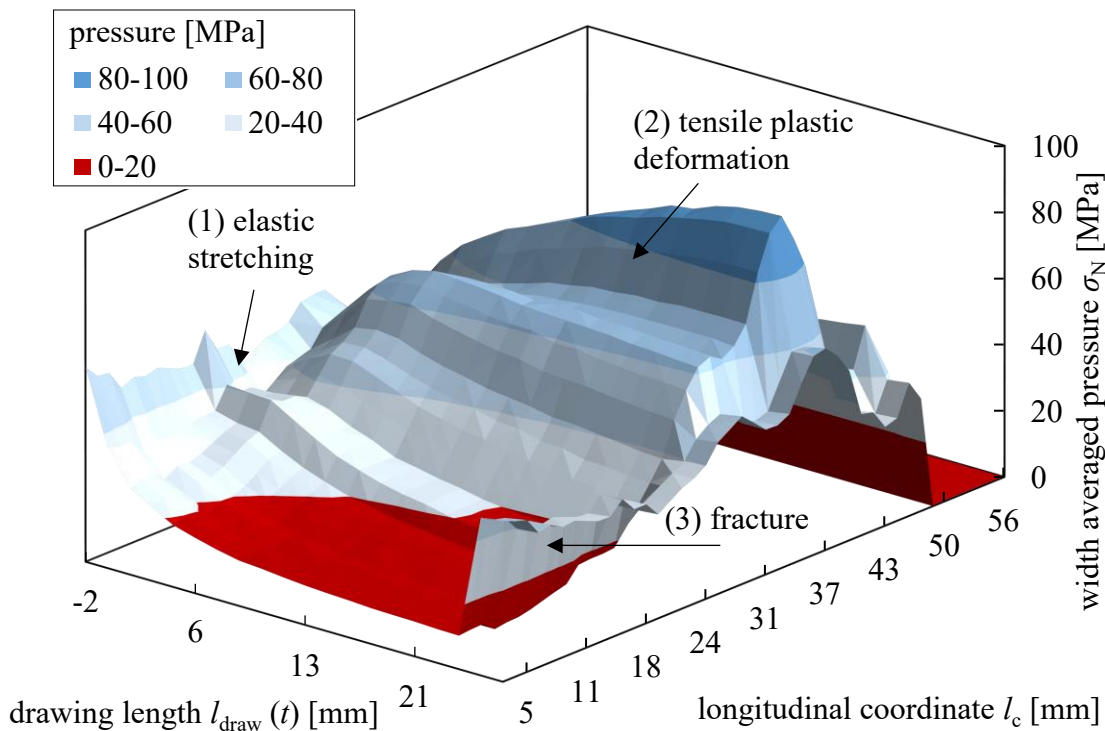 pressure [MPa]
80-100 60-80
40-60 20-40
0-20
(1) elastic
stretching
(2) tensile plastic
deformation
(3) fracture
100
80
60
40
20
0
width averaged pressure σN [MPa]
-2
6
13
21
drawing length ldraw (t) [mm]
5
11
18
24
31
37
43
50
56
longitudinal coordinate lc [mm]